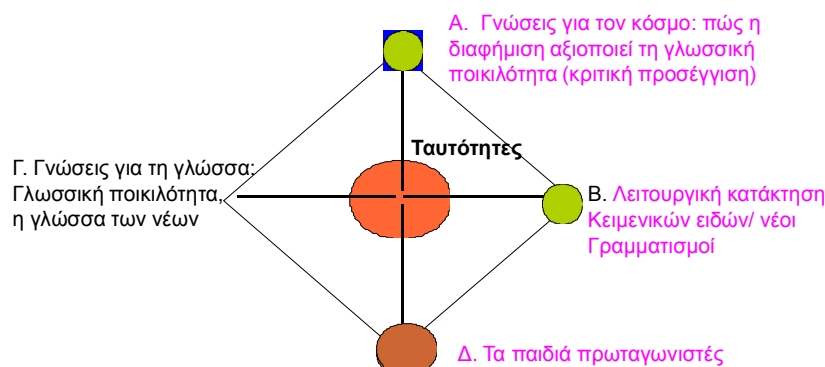 Α. Γνώσεις για τον κόσμο: πώς η
διαφήμιση αξιοποιεί τη γλωσσική
ποικιλότητα (κριτική προσέγγιση)
Ταυτότητες
Γ. Γνώσεις για τη γλώσσα:
Γλωσσική ποικιλότητα,
η γλώσσα των νέων
Β. Λειτουργική κατάκτηση
Κειμενικών ειδών/ νέοι
Γραμματισμοί
Δ. Τα παιδιά πρωταγωνιστές